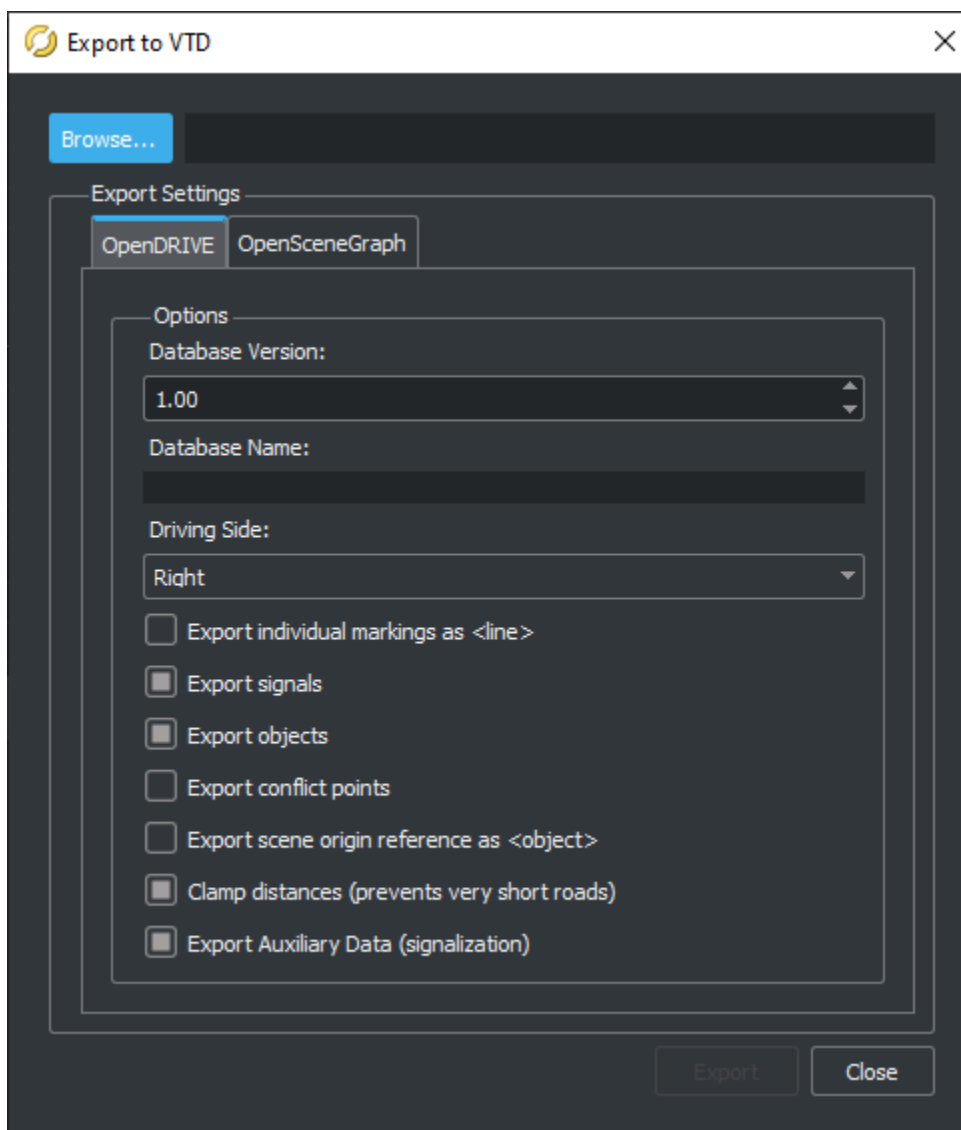 Export to VTD
Browse...
Export Settings
OpenDRIVE
OpenSceneGraph
Options
Database Version:
1.00
Database Name:
Driving Side:
Right
Export individual markings as <line>
Export signals
Export objects
Export conflict points
Export scene origin reference as <object>
Clamp distances (prevents very short roads)
Export Auxiliary Data (signalization)
Export
Close